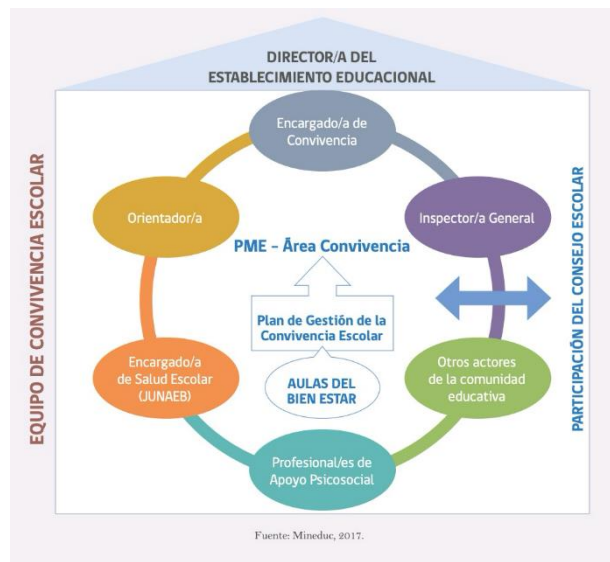 DIRECTOR/A DEL
ESTABLECIMIENTO EDUCACIONAL
EQUIPO DE CONVIVENCIA ESCOLAR
Encargado/a de
Convivencia
Orientador/a
Inspector/a General
PME – Área Convivencia
Plan de Gestión de la
Convivencia Escolar
AULAS DEL
BIEN ESTAR
Encargado/a
de Salud Escolar
(JUNAEB)
Otros actores
de la comunidad
educativa
Profesional/es de
Apoyo Psicosocial
PARTICIPACIÓN DEL CONSEJO ESCOLAR
Fuente: Mineduc, 2017.